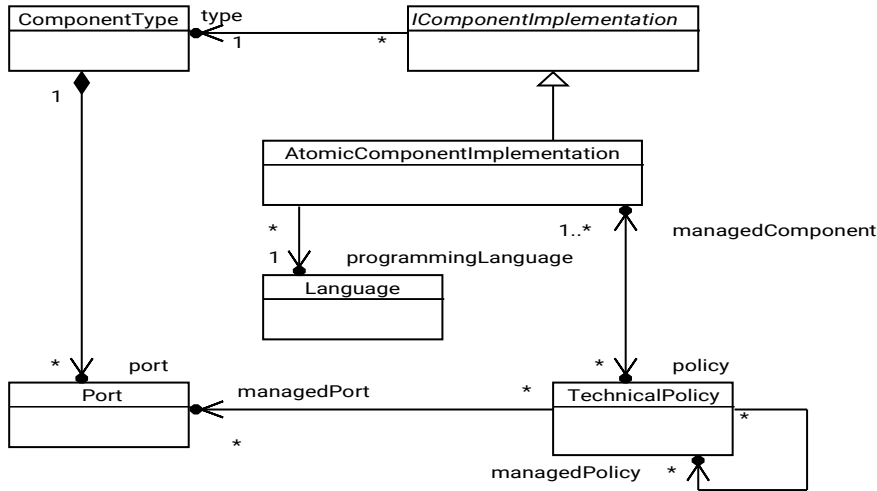 ComponentType
type
IComponentImplementation
1
*
1
AtomicComponentImplementation
*
1..*
managedComponent
1
programmingLanguage
Language
*
port
*
policy
Port
managedPort
*
TechnicalPolicy
*
*
managedPolicy
*